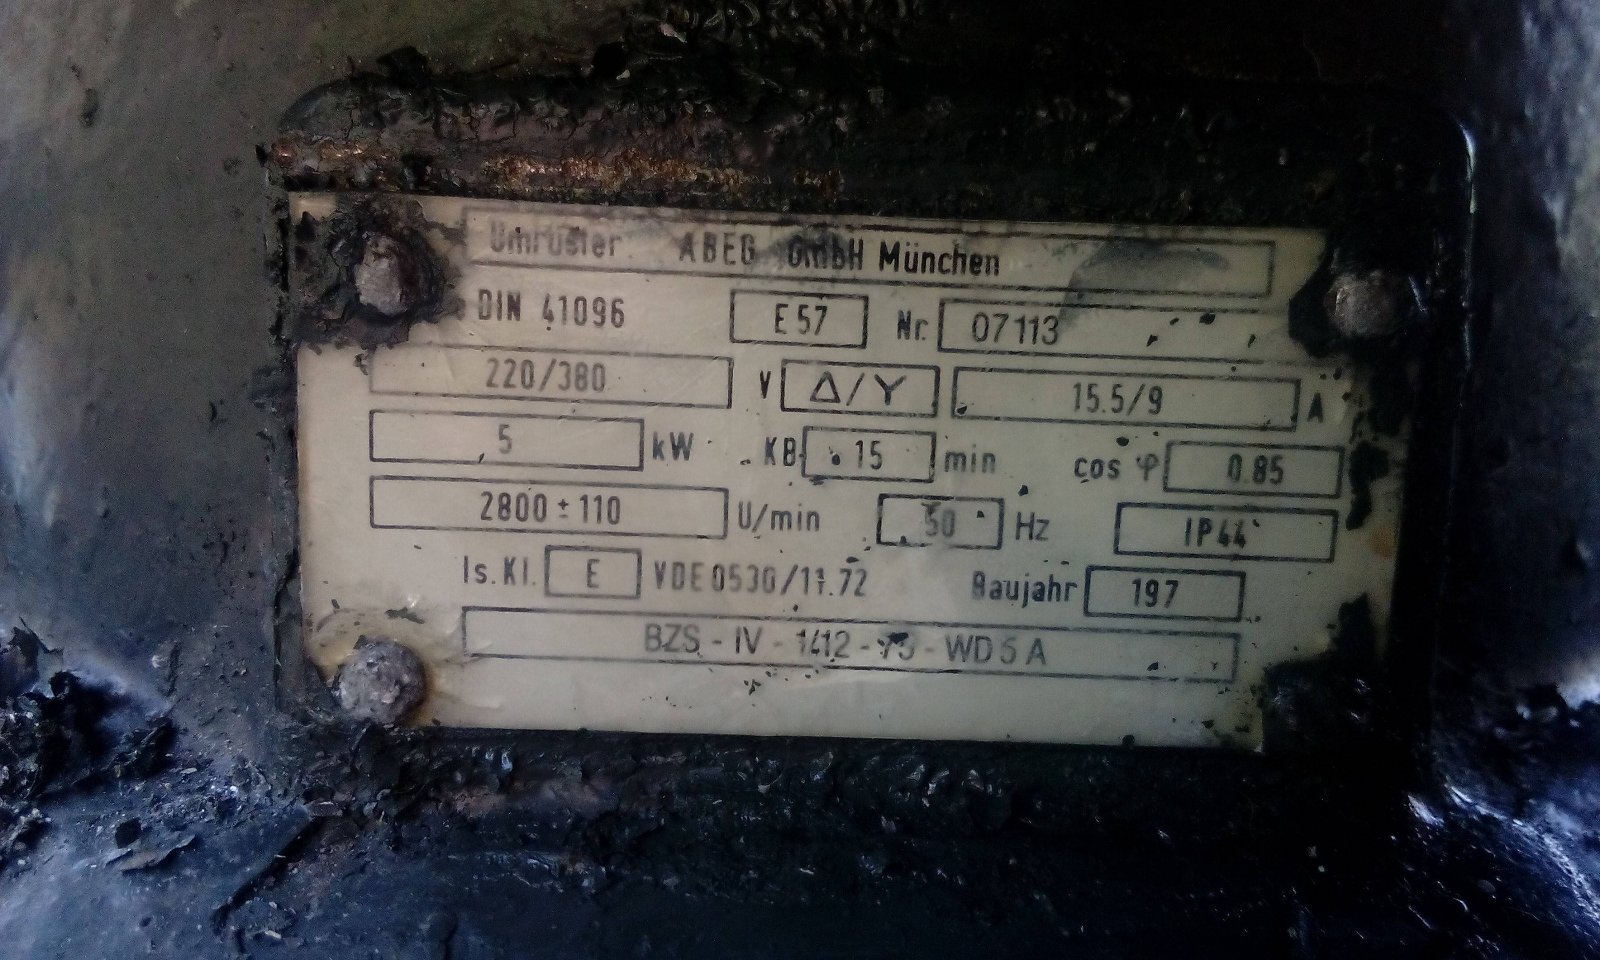 Umrüster ABEG GmbH München
DIN 41096 E57 Nr. 07113
220/380 V Δ/Y 15.5/9 A
5 kW KB 15 min cos φ 0.85
2800 ± 110 U/min 50 Hz IP44
Is.Kl. E VDE 0530/ Baujahr 197
BZS - IV - 1412 - WD 5 A